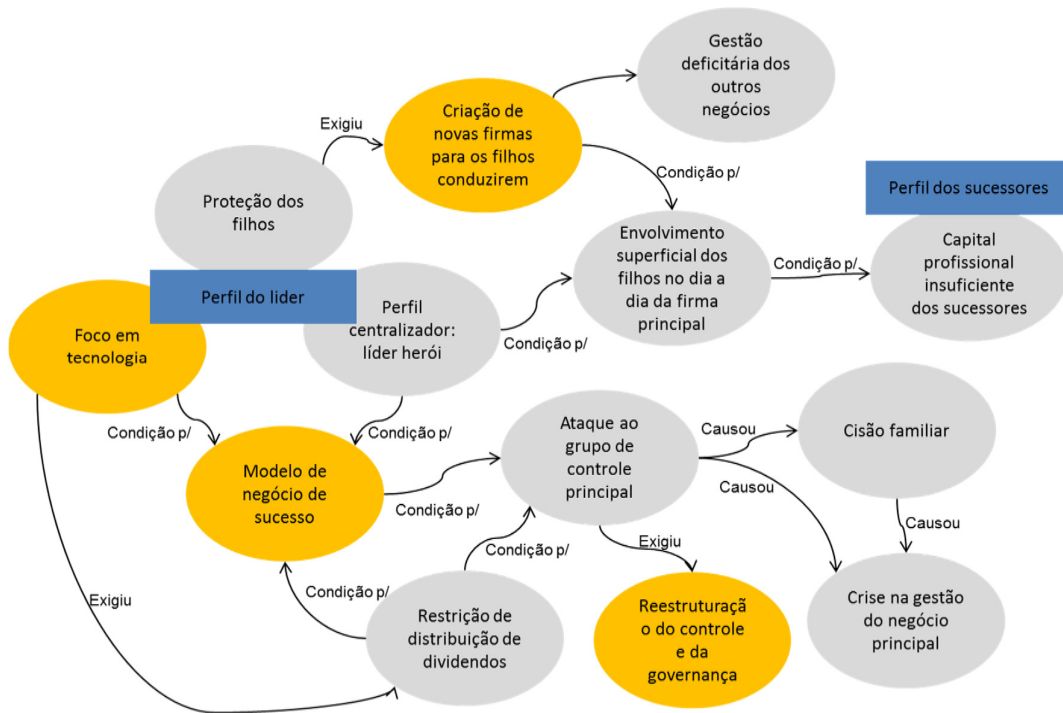 Gestão
deficitária dos
outros
negócios
Exigiu
Criação de
novas firmas
para os filhos
conduzirem
Condição p/
Proteção dos
filhos
Perfil dos sucessores
Envolvimento
superficial dos
filhos no dia a
dia da firma
principal
Condição p/
Capital
profissional
insuficiente
dos sucessores
Perfil do lider
Perfil
centralizador:
líder herói
Condição p/
Foco em
tecnologia
Condição p/
Condição p/
Modelo de
negócio de
sucesso
Condição p/
Ataque ao
grupo de
controle
principal
Causou
Cisão familiar
Causou
Causou
Condição p/
Exigiu
Condição p/
Exigiu
Restrição de
distribuição de
dividendos
Reestruturaçã
o do controle
e da
governança
Crise na gestão
do negócio
principal